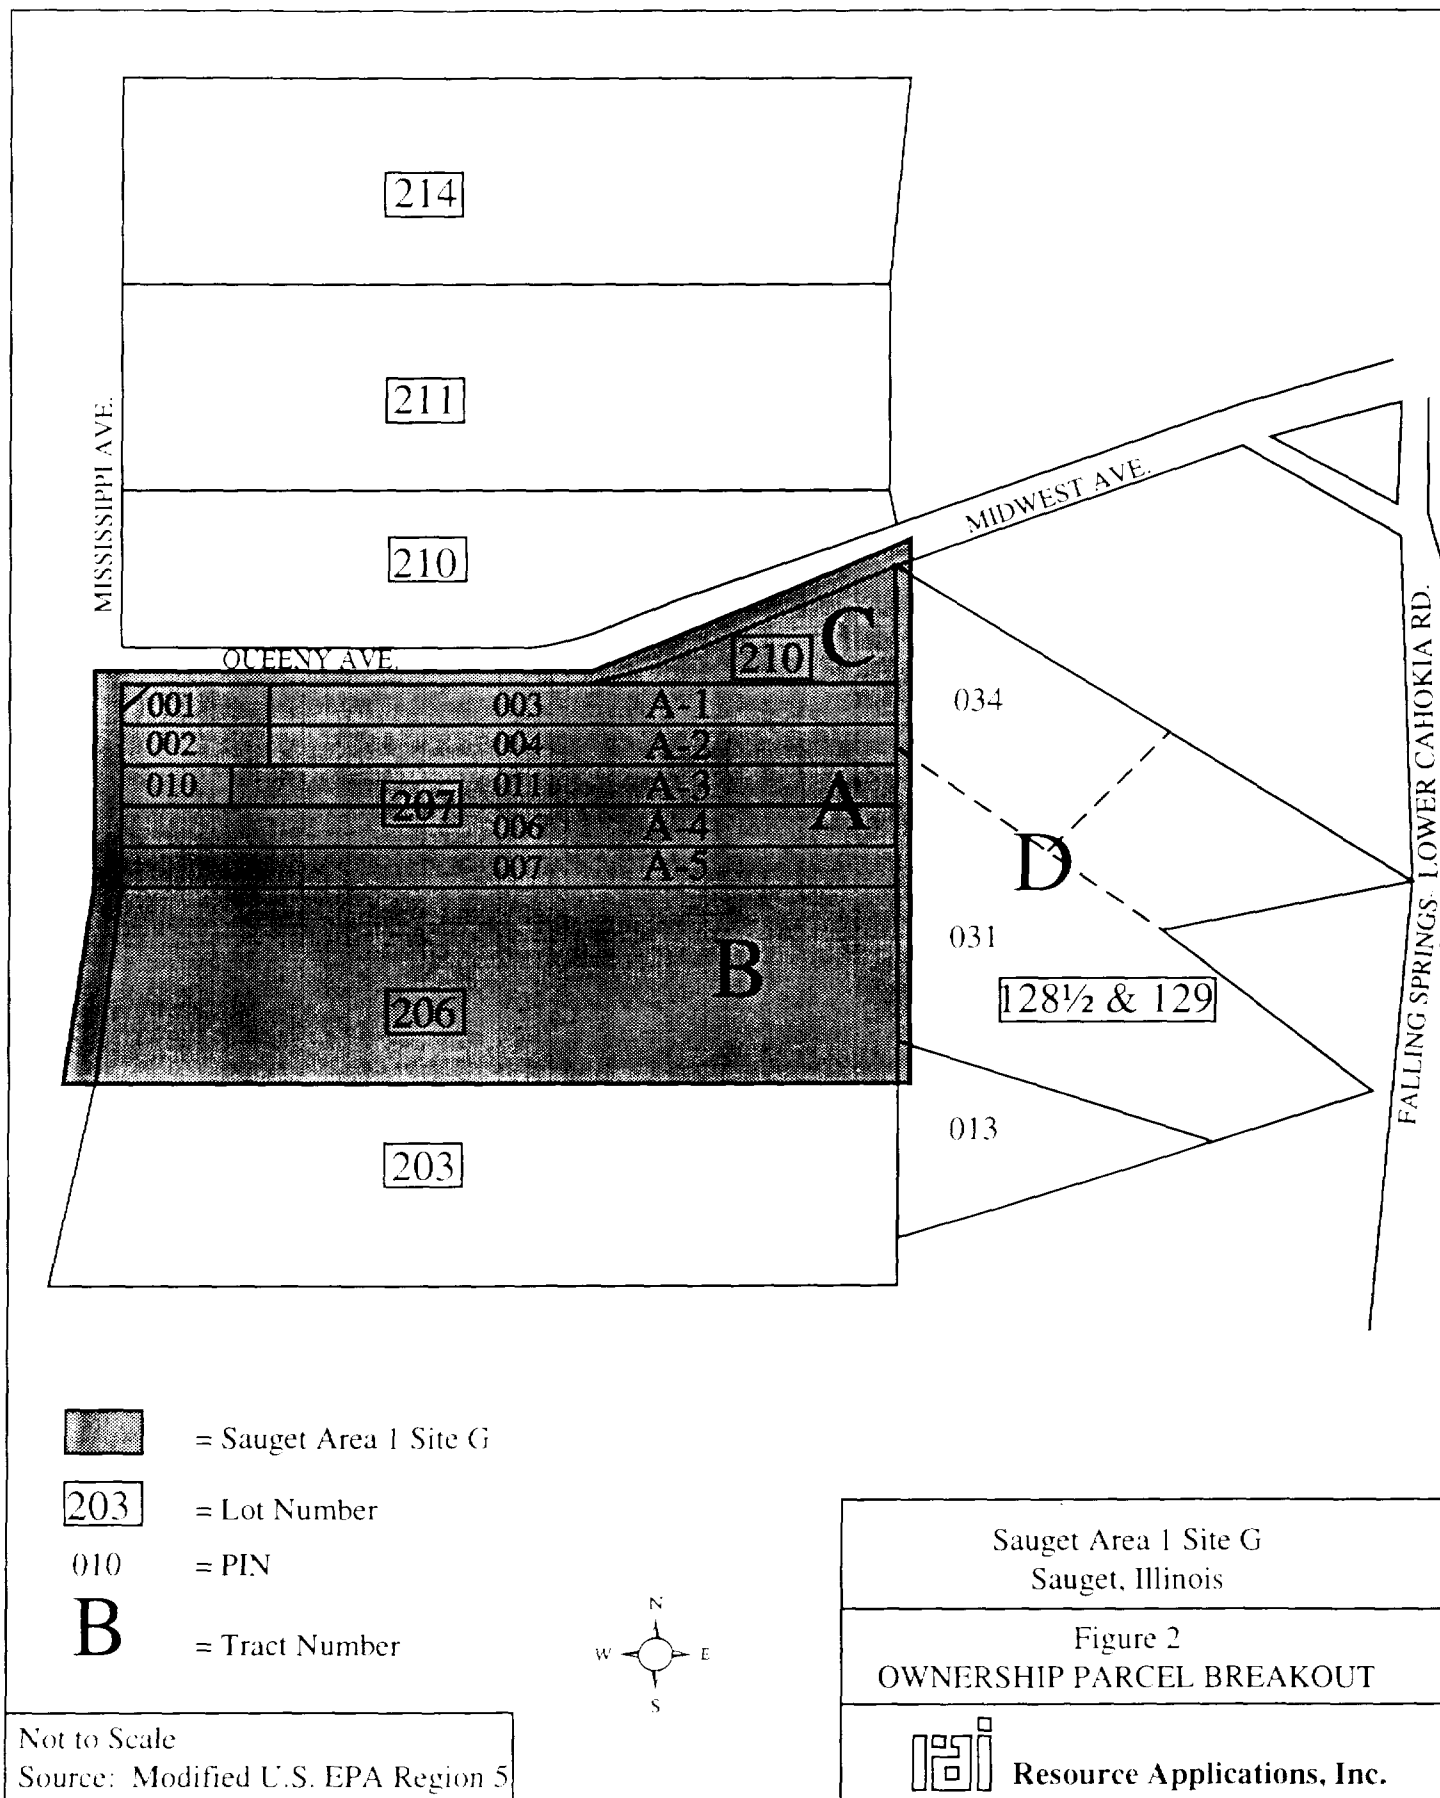 214
211
MISSISSIPPI AVE.
210
MIDWEST AVE.
QUEENY AVE.
210
C
001
003
A-1
034
002
004
A-2
010
207
011
A-3
A
006
A-4
007
A-5
D
FALLING SPRINGS- LOWER CAHOKIA RD.
B
031
206
128½ & 129
013
203
= Sauget Area 1 Site G
203 = Lot Number
010 = PIN
B = Tract Number
N
W E
S
Sauget Area 1 Site G
Sauget, Illinois
Figure 2
OWNERSHIP PARCEL BREAKOUT
Not to Scale
Source: Modified U.S. EPA Region 5
rai Resource Applications, Inc.